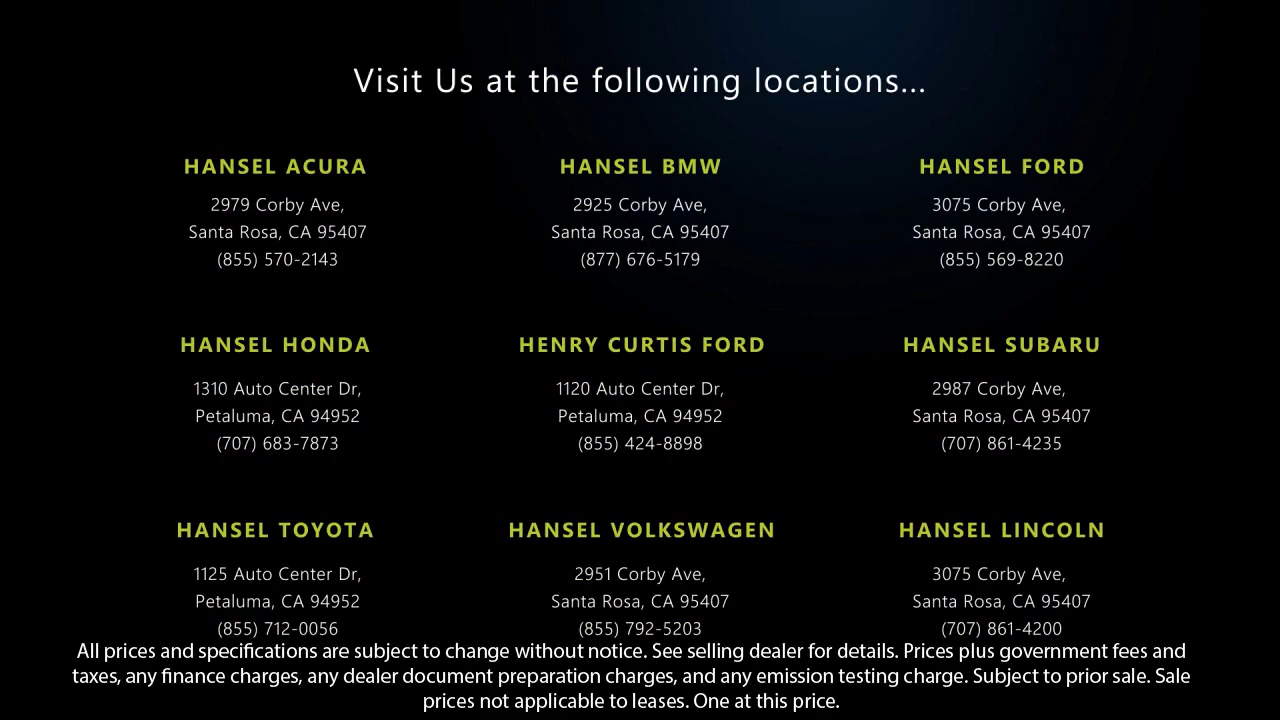 Visit Us at the following locations...
HANSEL ACURA
2979 Corby Ave,
Santa Rosa, CA 95407
(855) 570-2143
HANSEL BMW
2925 Corby Ave,
Santa Rosa, CA 95407
(877) 676-5179
HANSEL FORD
3075 Corby Ave,
Santa Rosa, CA 95407
(855) 569-8220
HANSEL HONDA
1310 Auto Center Dr,
Petaluma, CA 94952
(707) 683-7873
HENRY CURTIS FORD
1120 Auto Center Dr,
Petaluma, CA 94952
(855) 424-8898
HANSEL SUBARU
2987 Corby Ave,
Santa Rosa, CA 95407
(707) 861-4235
HANSEL TOYOTA
1125 Auto Center Dr,
Petaluma, CA 94952
(855) 712-0056
HANSEL VOLKSWAGEN
2951 Corby Ave,
Santa Rosa, CA 95407
(855) 792-5203
HANSEL LINCOLN
3075 Corby Ave,
Santa Rosa, CA 95407
(707) 861-4200
All prices and specifications are subject to change without notice. See selling dealer for details. Prices plus government fees and
taxes, any finance charges, any dealer document preparation charges, and any emission testing charge. Subject to prior sale. Sale
prices not applicable to leases. One at this price.